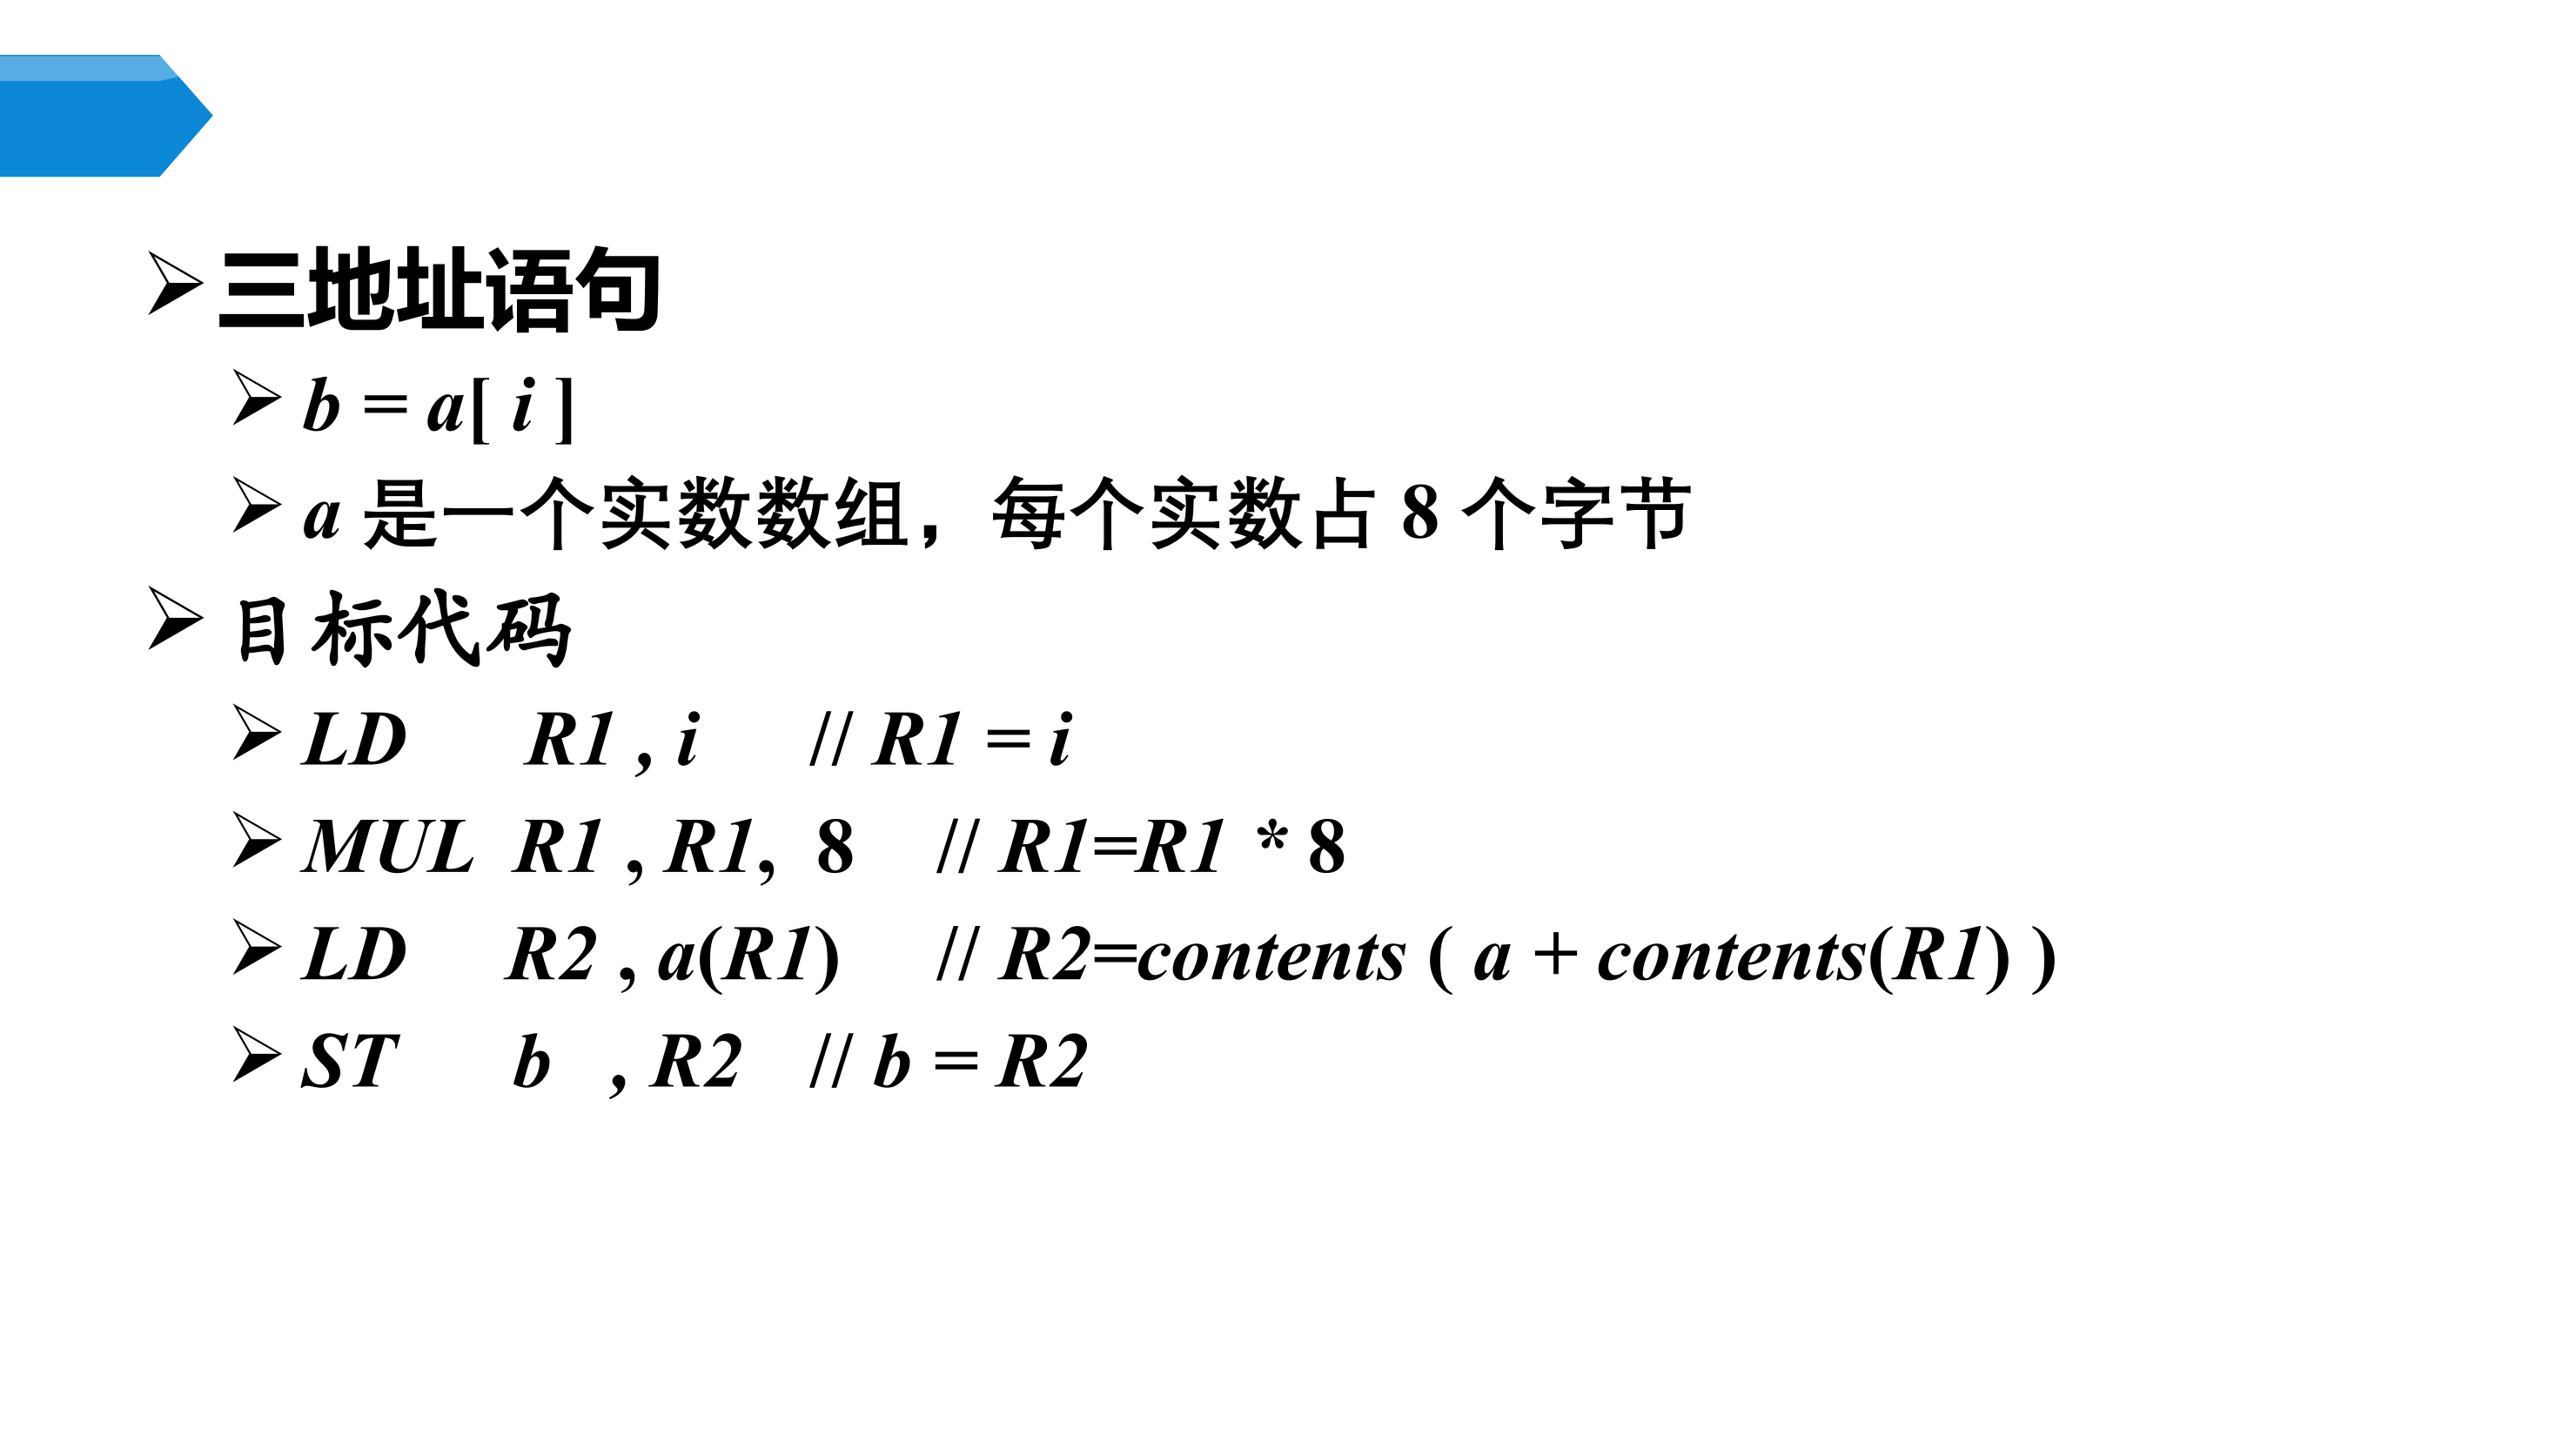 三地址语句
b = a[ i ]
a 是一个实数数组，每个实数占 8 个字节
目标代码
LD R1 , i // R1 = i
MUL R1 , R1, 8 // R1=R1 * 8
LD R2 , a(R1) // R2=contents ( a + contents(R1) )
ST b , R2 // b = R2